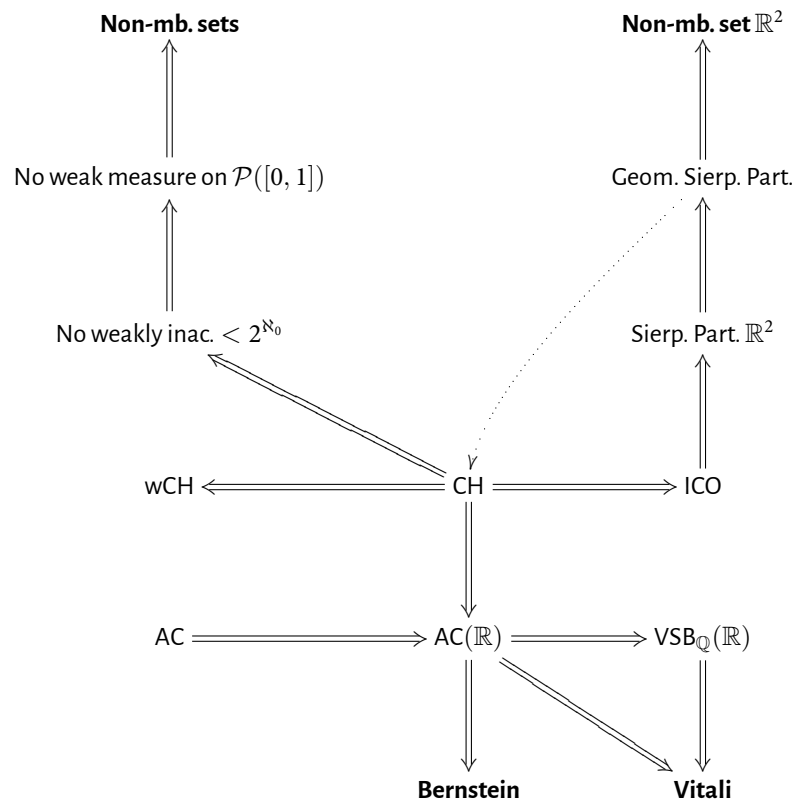 Non-mb. sets
Non-mb. set ℝ²
No weak measure on 𝒫([0, 1])
Geom. Sierp. Part.
No weakly inac. < 2^ℵ₀
Sierp. Part. ℝ²
wCH
CH
ICO
AC
AC(ℝ)
VSB_ℚ(ℝ)
Bernstein
Vitali